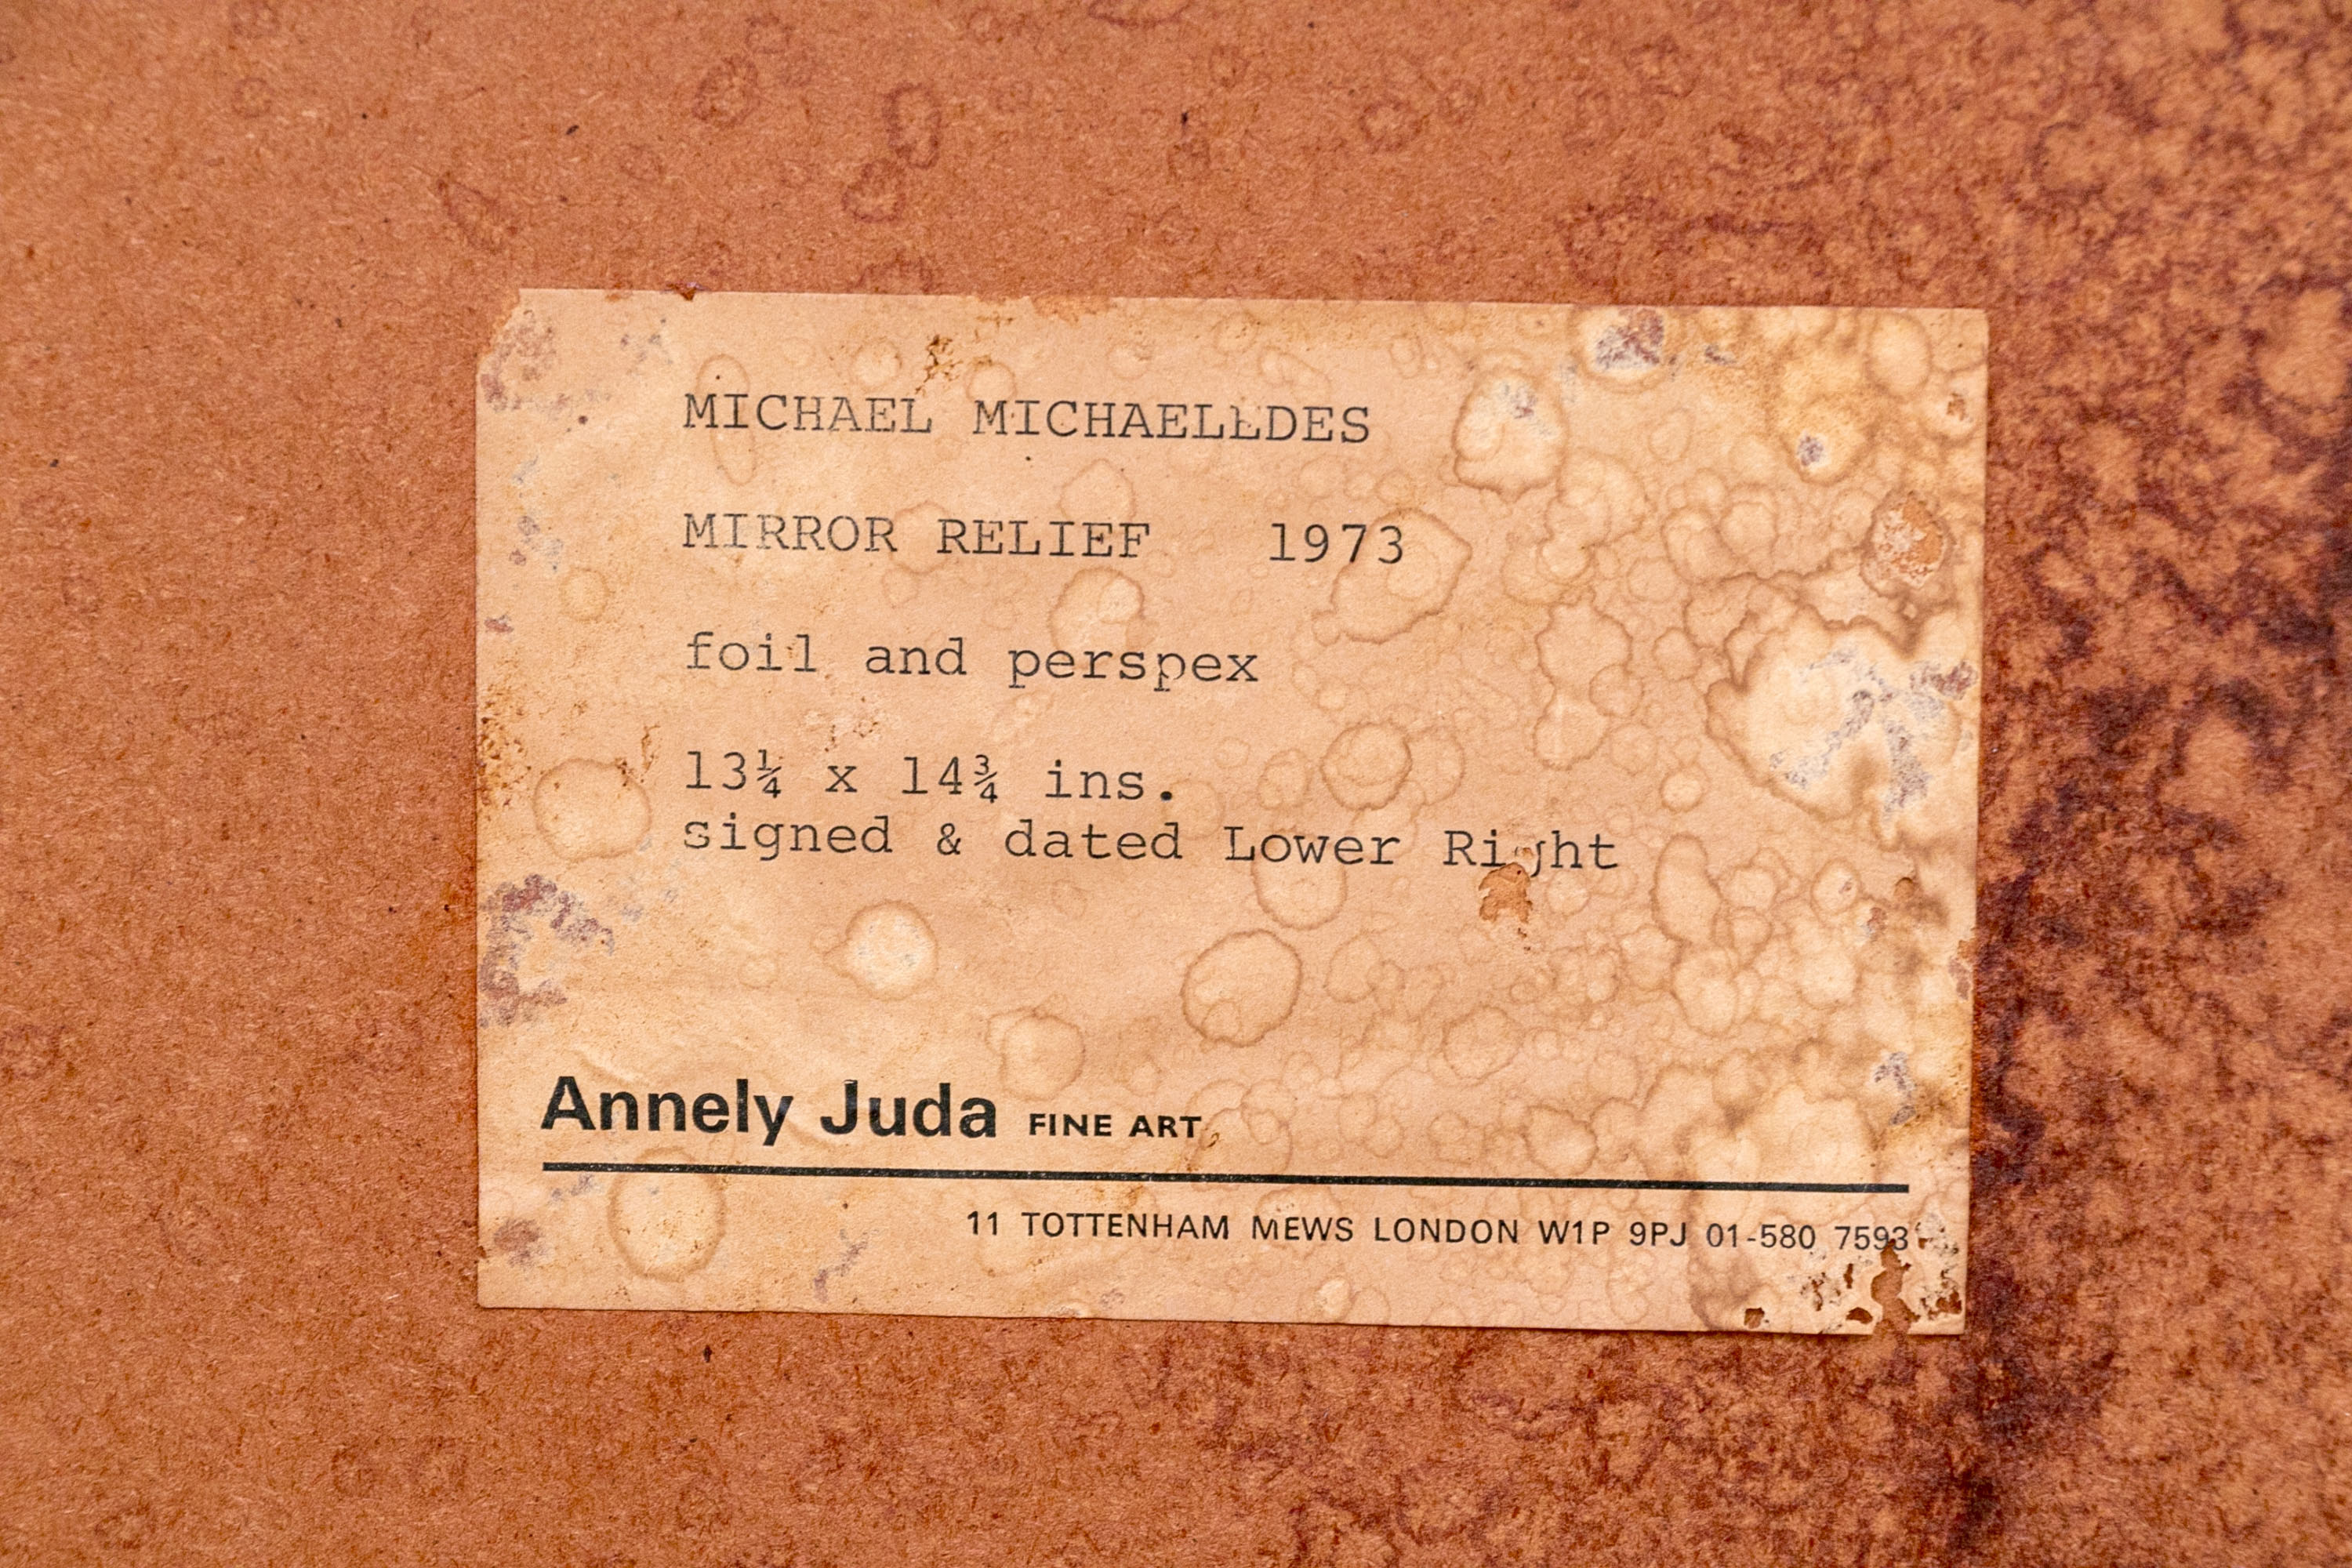 MICHAEL MICHAELEDES
MIRROR RELIEF 1973
foil and perspex
13¼ x 14¾ ins.
signed & dated Lower Right
Annely Juda FINE ART
11 TOTTENHAM MEWS LONDON W1P 9PJ 01-580 7593